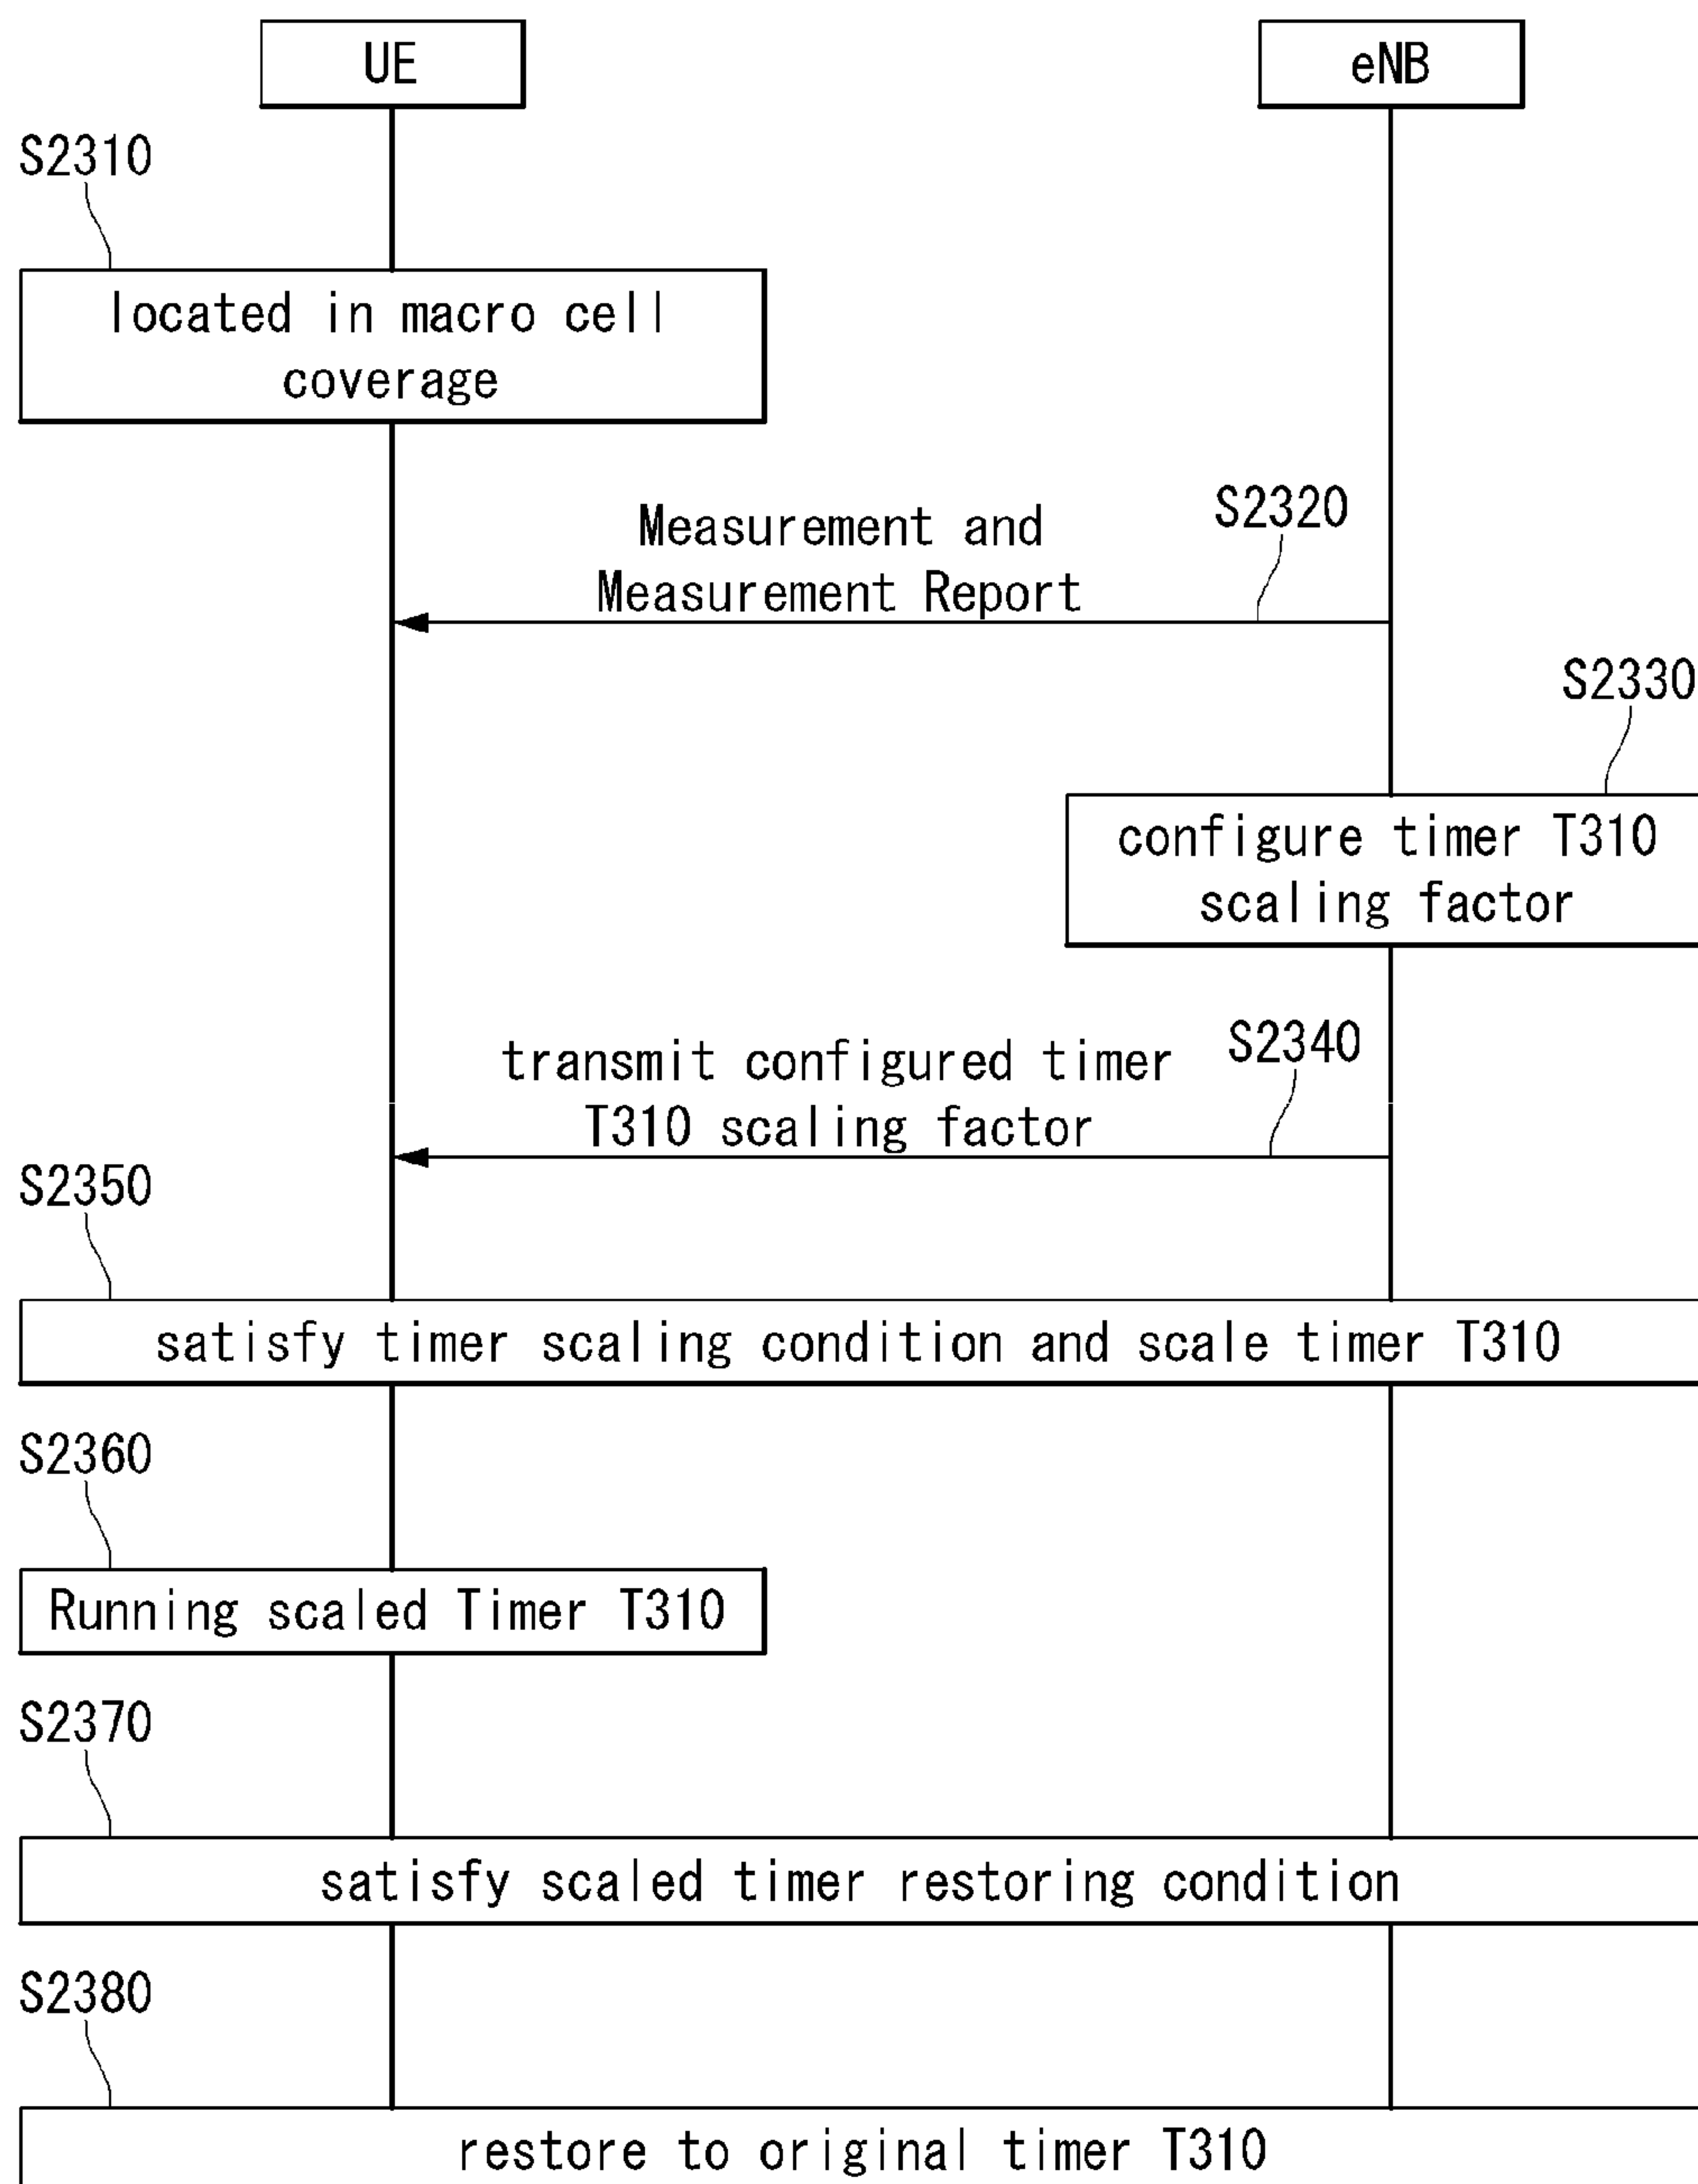 UE
eNB
S2310
located in macro cell
coverage
Measurement and
Measurement Report
S2320
S2330
configure timer T310
scaling factor
transmit configured timer
T310 scaling factor
S2340
S2350
satisfy timer scaling condition and scale timer T310
S2360
Running scaled Timer T310
S2370
satisfy scaled timer restoring condition
S2380
restore to original timer T310